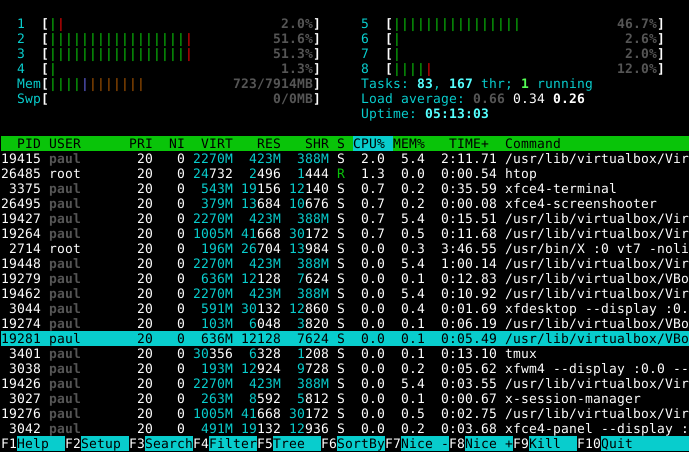 1 [|| 2.0%] 5 [|||||||||||||||| 46.7%]
2 [|||||||||||||||||| 51.6%] 6 [| 2.6%]
3 [|||||||||||||||||| 51.3%] 7 [| 2.6%]
4 [| 1.3%] 8 [||||| 12.0%]
Mem[|||||||||||| 723/7914MB] Tasks: 83, 167 thr; 1 running
Swp[ 0/0MB] Load average: 0.66 0.34 0.26
Uptime: 05:13:03
PID USER PRI NI VIRT RES SHR S CPU% MEM% TIME+ Command
19415 paul 20 0 2270M 423M 388M S 2.0 5.4 2:11.71 /usr/lib/virtualbox/Vir
26485 root 20 0 24732 2496 1444 R 1.3 0.0 0:00.54 htop
3375 paul 20 0 543M 19156 12140 S 0.7 0.2 0:35.59 xfce4-terminal
26495 paul 20 0 379M 13684 10676 S 0.7 0.2 0:00.08 xfce4-screenshooter
19427 paul 20 0 2270M 423M 388M S 0.7 5.4 0:15.51 /usr/lib/virtualbox/Vir
19264 paul 20 0 1005M 41668 30172 S 0.7 0.5 0:11.68 /usr/lib/virtualbox/Vir
2714 root 20 0 196M 26704 13984 S 0.0 0.3 3:46.55 /usr/bin/X :0 vt7 -noli
19448 paul 20 0 2270M 423M 388M S 0.0 5.4 1:00.14 /usr/lib/virtualbox/Vir
19279 paul 20 0 636M 12128 7624 S 0.0 0.1 0:12.83 /usr/lib/virtualbox/VBo
19462 paul 20 0 2270M 423M 388M S 0.0 5.4 0:10.92 /usr/lib/virtualbox/Vir
3044 paul 20 0 591M 30132 12860 S 0.0 0.4 0:01.69 xfdesktop --display :0.
19274 paul 20 0 103M 6048 3820 S 0.0 0.1 0:06.19 /usr/lib/virtualbox/VBo
19281 paul 20 0 636M 12128 7624 S 0.0 0.1 0:05.49 /usr/lib/virtualbox/VBo
3401 paul 20 0 30356 6328 1208 S 0.0 0.1 0:13.10 tmux
3038 paul 20 0 193M 12924 9728 S 0.0 0.2 0:05.62 xfwm4 --display :0.0 --
19426 paul 20 0 2270M 423M 388M S 0.0 5.4 0:03.55 /usr/lib/virtualbox/Vir
3027 paul 20 0 263M 8592 5812 S 0.0 0.1 0:00.07 x-session-manager
19276 paul 20 0 1005M 41668 30172 S 0.0 0.5 0:02.75 /usr/lib/virtualbox/Vir
3042 paul 20 0 491M 19132 13164 S 0.0 0.2 0:03.68 xfce4-panel --display :
F1Help F2Setup F3SearchF4FilterF5Tree F6SortByF7Nice -F8Nice +F9Kill F10Quit